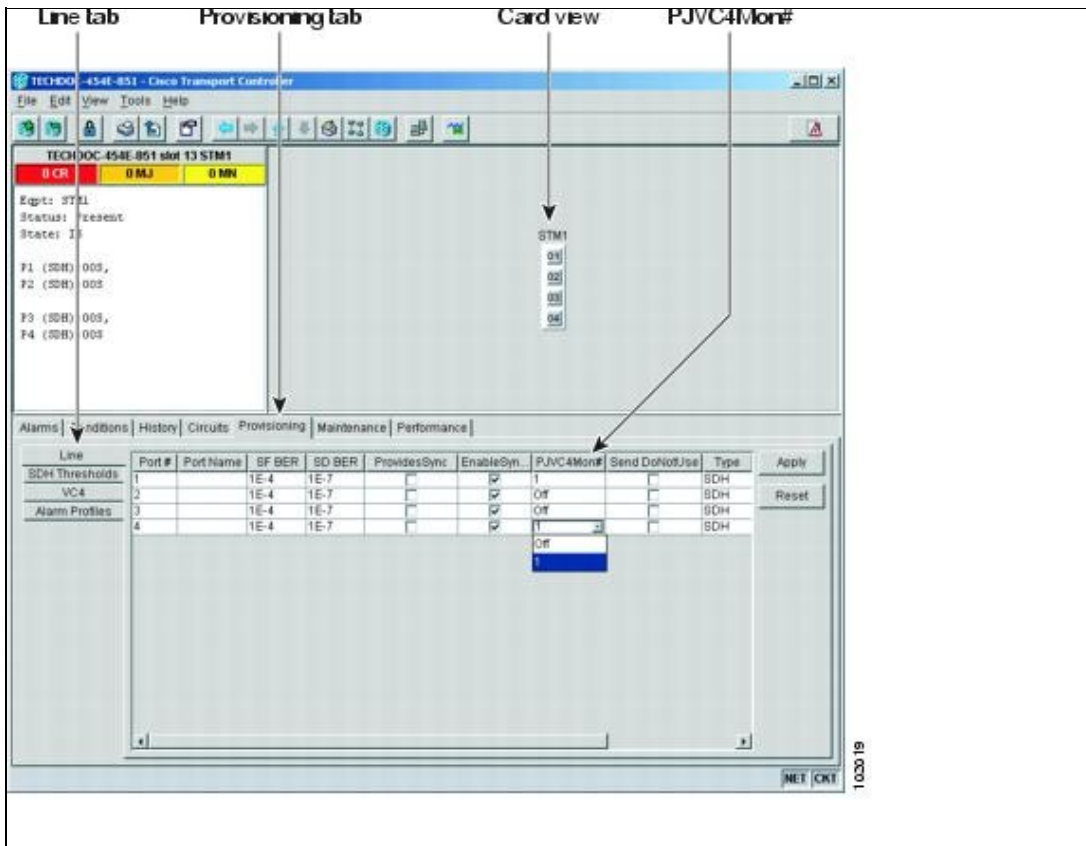 Line tab Provisioning tab Card view PJVC4Mon#
TECHDOC-454E-851 - Cisco Transport Controller
File Edit View Tools Help
TECHDOC-454E-851 slot 13 STM1
0 CR 0 MJ 0 MN
Eqpt: STM1
Status: Present
State: IS
P1 (SDH) OOS,
P2 (SDH) OOS
P3 (SDH) OOS,
P4 (SDH) OOS
STM1
01
02
03
04
Alarms Conditions History Circuits Provisioning Maintenance Performance
Line
SDH Thresholds
VC4
Alarm Profiles
Port # Port Name SF BER SD BER ProvidesSync EnableSyn... PJVC4Mon# Send DoNotUse Type
1 1E-4 1E-7 1 SDH
2 1E-4 1E-7 Off SDH
3 1E-4 1E-7 Off SDH
4 1E-4 1E-7 1 SDH
Off
1
Apply
Reset
NET CKT
102019